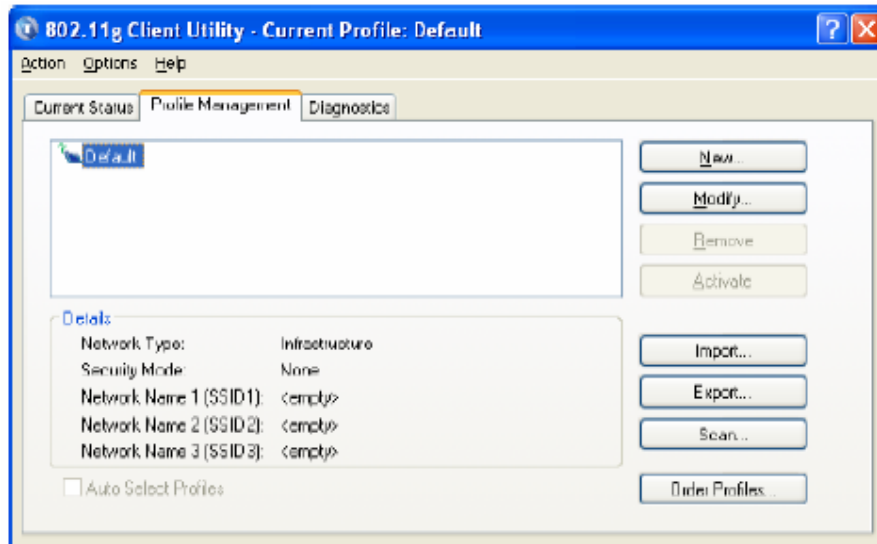 802.11g Client Utility - Current Profile: Default
Action Options Help
Current Status Profile Management Diagnostics
Default
New...
Modify...
Remove
Activate
Details
Network Type: Infrastructure
Security Mode: None
Network Name 1 (SSID1): <empty>
Network Name 2 (SSID2): <empty>
Network Name 3 (SSID3): <empty>
Auto Select Profiles
Import...
Export...
Scan...
Order Profiles...